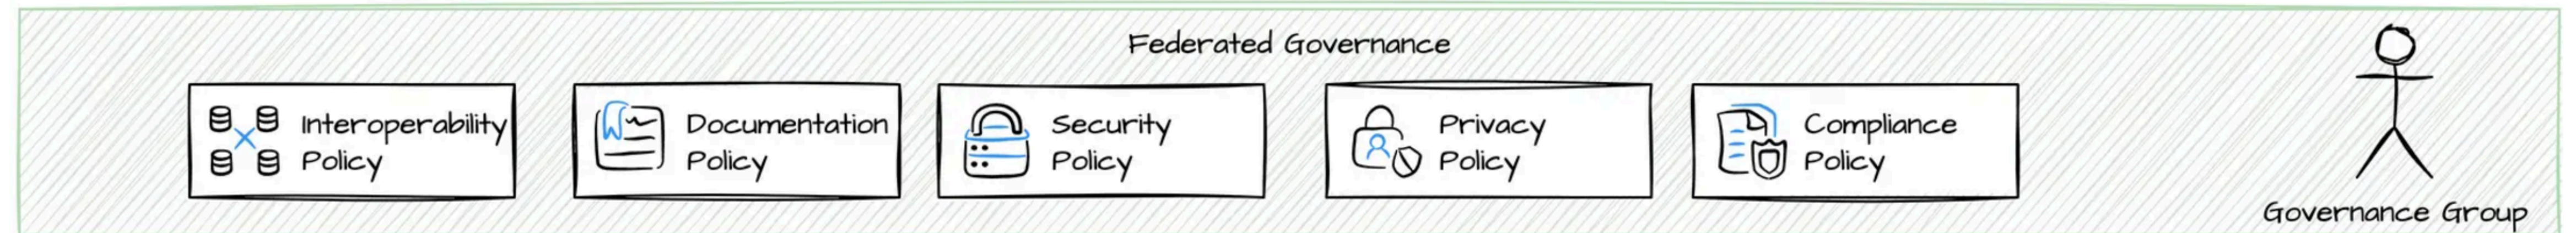 Federated Governance
Interoperability
Policy
Documentation
Policy
Security
Policy
Privacy
Policy
Compliance
Policy
Governance Group